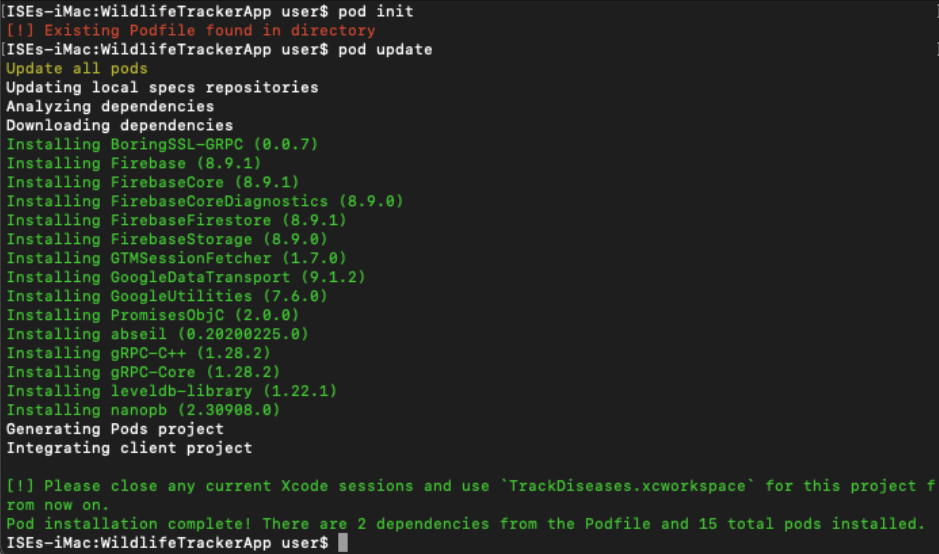 [ISEs-iMac:WildlifeTrackerApp user$ pod init ]
[!] Existing Podfile found in directory
[ISEs-iMac:WildlifeTrackerApp user$ pod update ]
Update all pods
Updating local specs repositories
Analyzing dependencies
Downloading dependencies
Installing BoringSSL-GRPC (0.0.7)
Installing Firebase (8.9.1)
Installing FirebaseCore (8.9.1)
Installing FirebaseCoreDiagnostics (8.9.0)
Installing FirebaseFirestore (8.9.1)
Installing FirebaseStorage (8.9.0)
Installing GTMSessionFetcher (1.7.0)
Installing GoogleDataTransport (9.1.2)
Installing GoogleUtilities (7.6.0)
Installing PromisesObjC (2.0.0)
Installing abseil (0.20200225.0)
Installing gRPC-C++ (1.28.2)
Installing gRPC-Core (1.28.2)
Installing leveldb-library (1.22.1)
Installing nanopb (2.30908.0)
Generating Pods project
Integrating client project
[!] Please close any current Xcode sessions and use `TrackDiseases.xcworkspace` for this project f
rom now on.
Pod installation complete! There are 2 dependencies from the Podfile and 15 total pods installed.
ISEs-iMac:WildlifeTrackerApp user$